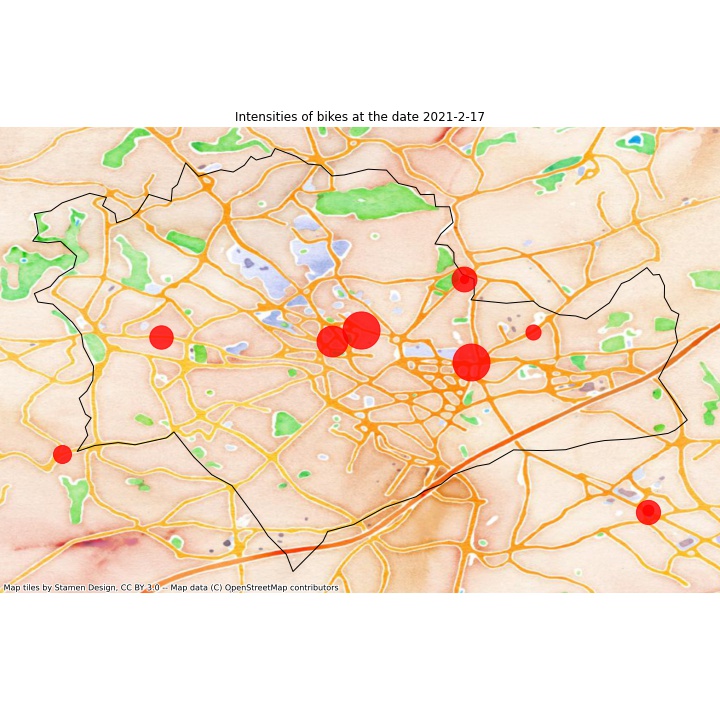 Intensities of bikes at the date 2021-2-17
Map tiles by Stamen Design, CC BY 3.0 -- Map data (C) OpenStreetMap contributors